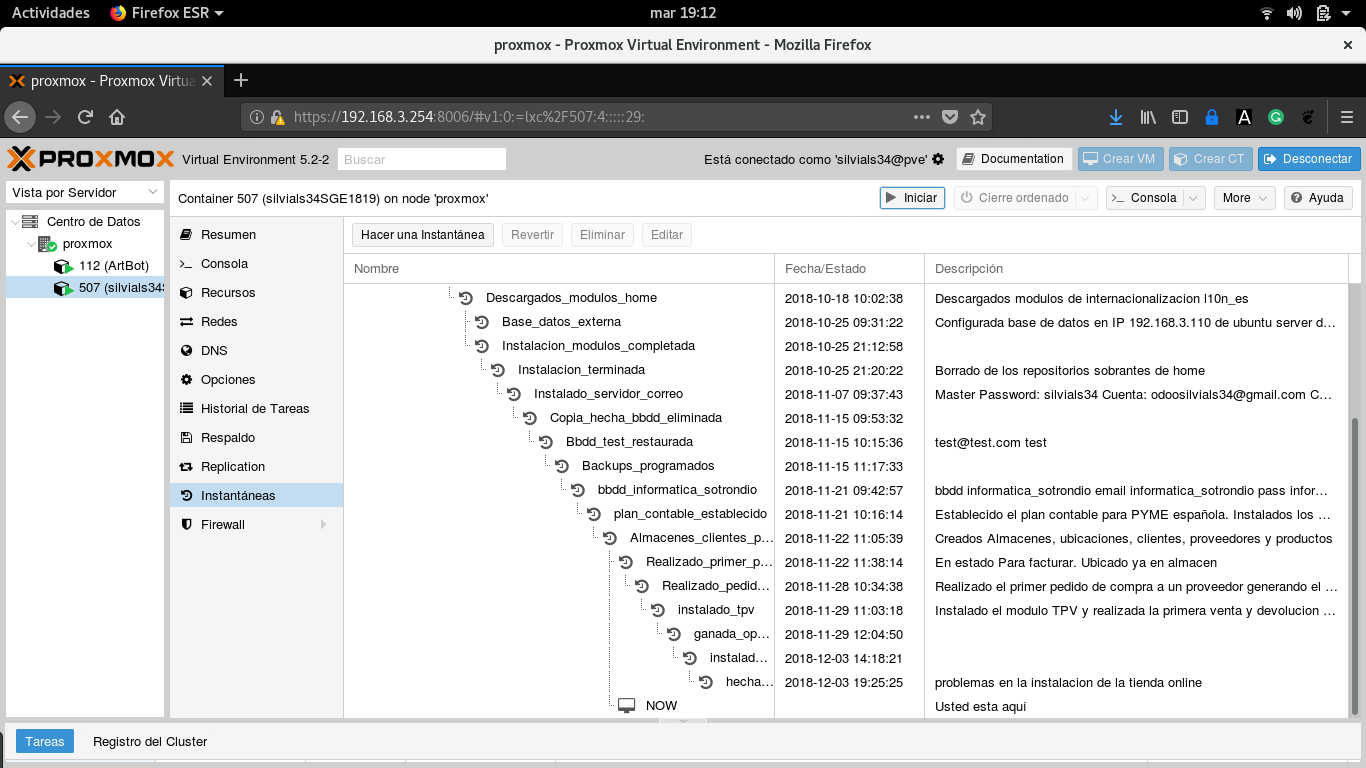 Actividades Firefox ESR mar 19:12
proxmox - Proxmox Virtual Environment - Mozilla Firefox
proxmox - Proxmox Virtua
https://192.168.3.254:8006/#v1:0:=lxc%2F507:4:::::29:
PROXMOX Virtual Environment 5.2-2 Buscar Está conectado como 'silvials34@pve' Documentation Crear VM Crear CT Desconectar
Vista por Servidor
Container 507 (silvials34SGE1819) on node 'proxmox' Iniciar Cierre ordenado Consola More Ayuda
Centro de Datos
proxmox
112 (ArtBot)
507 (silvials34S
Resumen
Consola
Recursos
Redes
DNS
Opciones
Historial de Tareas
Respaldo
Replication
Instantáneas
Firewall
Hacer una Instantánea Revertir Eliminar Editar
Nombre Fecha/Estado Descripción
Descargados_modulos_home 2018-10-18 10:02:38 Descargados modulos de internacionalizacion l10n_es
Base_datos_externa 2018-10-25 09:31:22 Configurada base de datos en IP 192.168.3.110 de ubuntu server d...
Instalacion_modulos_completada 2018-10-25 21:12:58
Instalacion_terminada 2018-10-25 21:20:22 Borrado de los repositorios sobrantes de home
Instalado_servidor_correo 2018-11-07 09:37:43 Master Password: silvials34 Cuenta: odoosilvials34@gmail.com C...
Copia_hecha_bbdd_eliminada 2018-11-15 09:53:32
Bbdd_test_restaurada 2018-11-15 10:15:36 test@test.com test
Backups_programados 2018-11-15 11:17:33
bbdd_informatica_sotrondio 2018-11-21 09:42:57 bbdd informatica_sotrondio email informatica_sotrondio pass infor...
plan_contable_establecido 2018-11-21 10:16:14 Establecido el plan contable para PYME española. Instalados los ...
Almacenes_clientes_p... 2018-11-22 11:05:39 Creados Almacenes, ubicaciones, clientes, proveedores y productos
Realizado_primer_p... 2018-11-22 11:38:14 En estado Para facturar. Ubicado ya en almacen
Realizado_pedid... 2018-11-28 10:34:38 Realizado el primer pedido de compra a un proveedor generando el ...
instalado_tpv 2018-11-29 11:03:18 Instalado el modulo TPV y realizada la primera venta y devolucion ...
ganada_op... 2018-11-29 12:04:50
instalad... 2018-12-03 14:18:21
hecha... 2018-12-03 19:25:25 problemas en la instalacion de la tienda online
NOW Usted esta aquí
Tareas Registro del Cluster